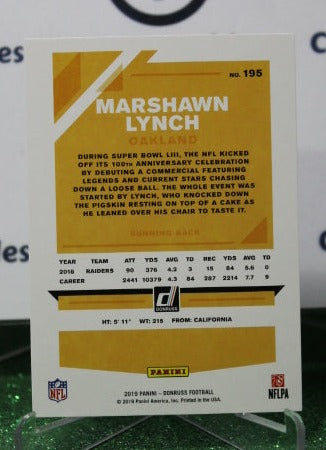 NO. 195
MARSHAWN
LYNCH
OAKLAND
DURING SUPER BOWL LIII, THE NFL KICKED
OFF ITS 100TH ANNIVERSARY CELEBRATION
BY DEBUTING A COMMERCIAL FEATURING
LEGENDS AND CURRENT STARS CHASING
DOWN A LOOSE BALL. THE WHOLE EVENT WAS
STARTED BY LYNCH, WHO KNOCKED DOWN
THE PIGSKIN RESTING ON TOP OF A CAKE AS
HE LEANED OVER HIS CHAIR TO TASTE IT.
RUNNING BACK
YEAR TEAM ATT YDS AVG TD REC YDS AVG TD
2018 RAIDERS 90 376 4.2 3 15 84 5.6 0
CAREER 2441 10379 4.3 84 287 2214 7.7 9
DONRUSS
HT: 5' 11" WT: 215 FROM: CALIFORNIA
PANINI
NFL
NFLPA
2019 PANINI – DONRUSS FOOTBALL
© 2019 Panini America, Inc. Printed in the USA.